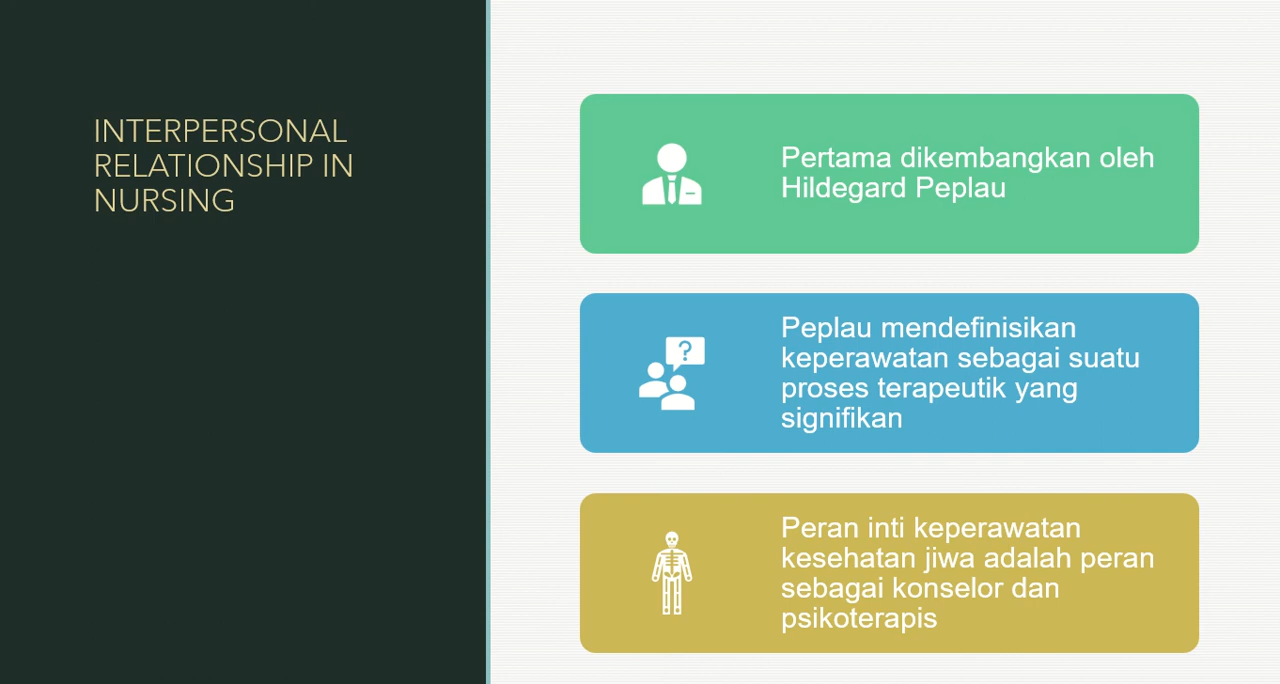 INTERPERSONAL
RELATIONSHIP IN
NURSING
Pertama dikembangkan oleh
Hildegard Peplau
?
Peplau mendefinisikan
keperawatan sebagai suatu
proses terapeutik yang
signifikan
Peran inti keperawatan
kesehatan jiwa adalah peran
sebagai konselor dan
psikoterapis